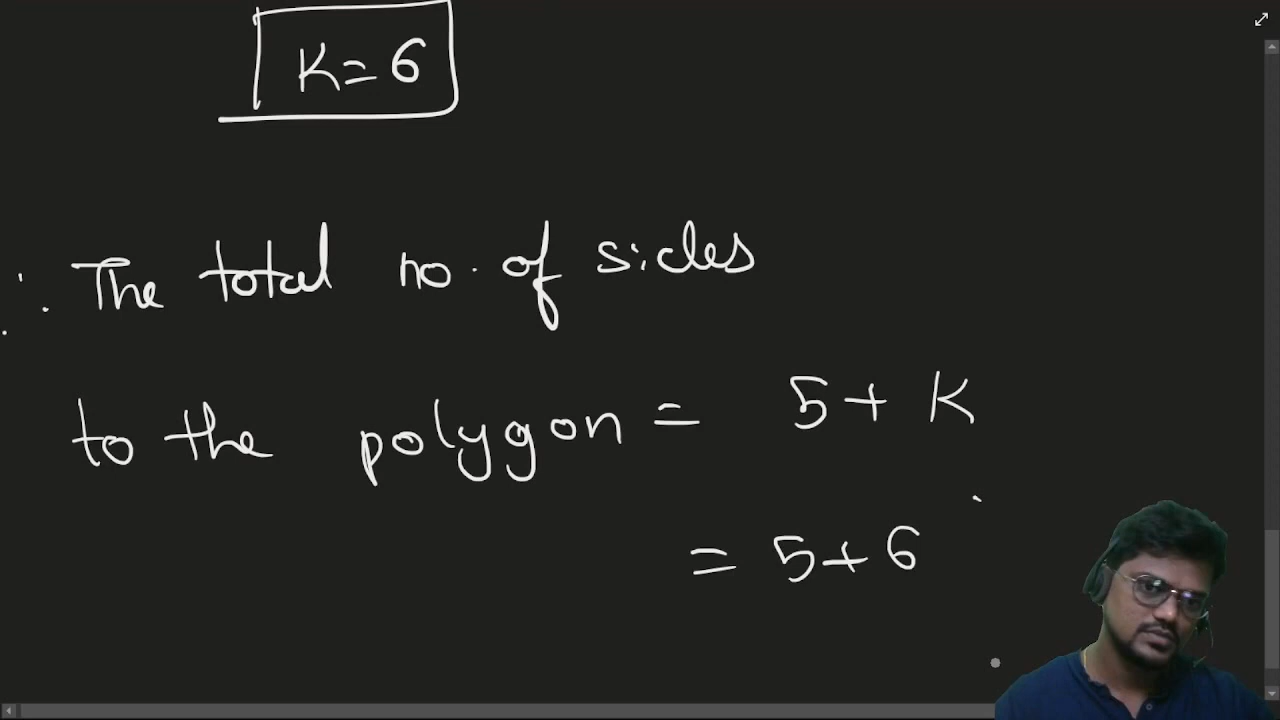 K=6
∴ The total no. of sides
to the polygon = 5+ K
= 5+6